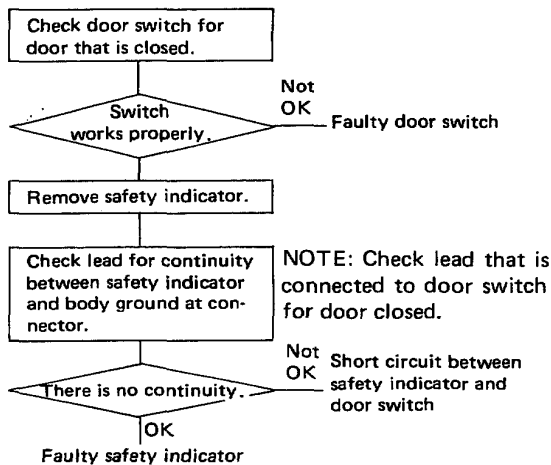 Check door switch for
door that is closed.
Switch
works properly.
Not
OK
Faulty door switch
Remove safety indicator.
Check lead for continuity
between safety indicator
and body ground at con-
nector.
NOTE: Check lead that is
connected to door switch
for door closed.
There is no continuity.
Not
OK
Short circuit between
safety indicator and
door switch
OK
Faulty safety indicator